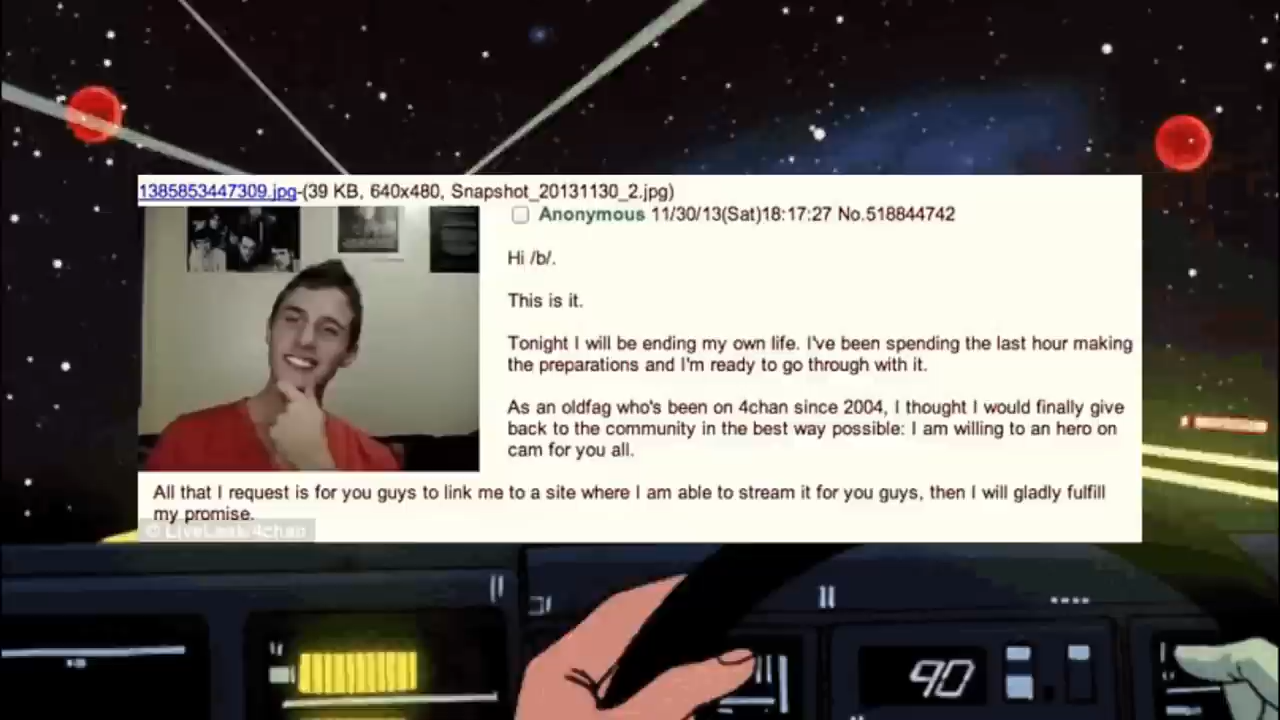 1385853447309.jpg-(39 KB, 640x480, Snapshot_20131130_2.jpg)
Anonymous 11/30/13(Sat)18:17:27 No.518844742
Hi /b/.
This is it.
Tonight I will be ending my own life. I've been spending the last hour making
the preparations and I'm ready to go through with it.
As an oldfag who's been on 4chan since 2004, I thought I would finally give
back to the community in the best way possible: I am willing to an hero on
cam for you all.
All that I request is for you guys to link me to a site where I am able to stream it for you guys, then I will gladly fulfill
my promise.
© LiveLeak/4chan
90